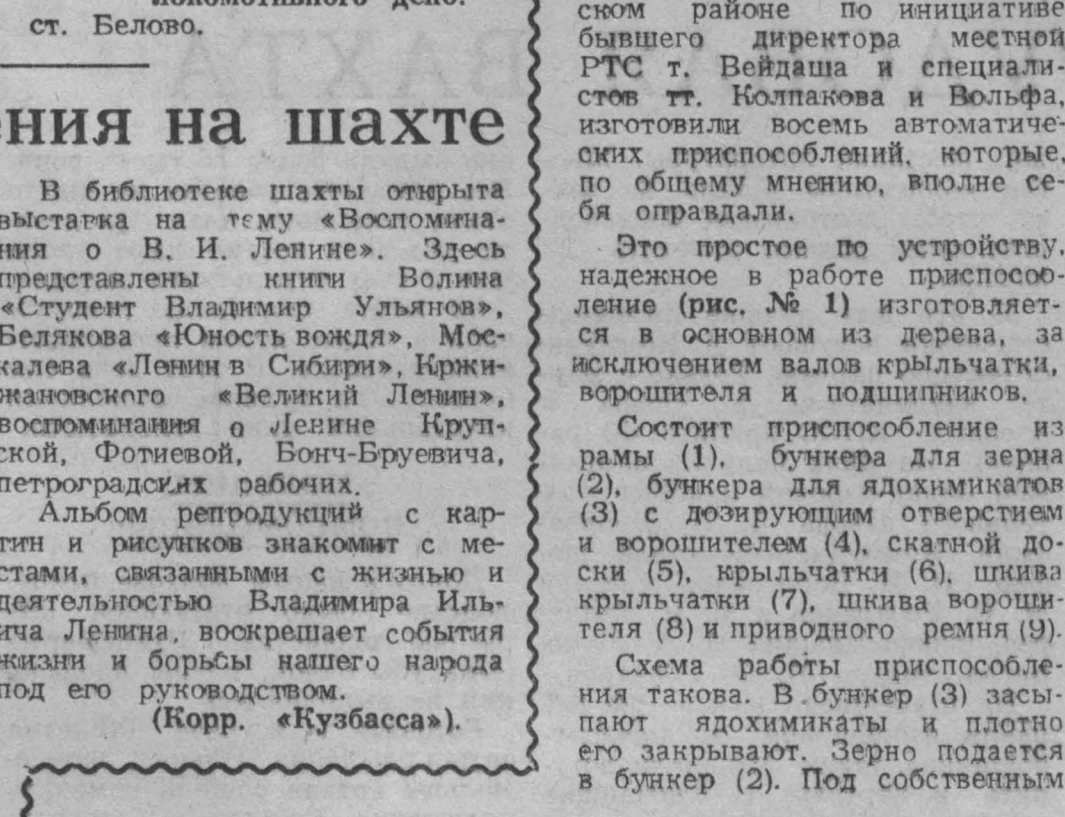 локомотивного депо.
ст. Белово.
ния на шахте
В библиотеке шахты открыта
выставка на тему «Воспомина-
ния о В. И. Ленине». Здесь
представлены книги Волина
«Студент Владимир Ульянов»,
Белякова «Юность вождя», Мос-
калева «Ленин в Сибири», Кржи-
жановского «Великий Ленин»,
воспоминания о Ленине Круп-
ской, Фотиевой, Бонч-Бруевича,
петроградских рабочих.
Альбом репродукций с кар-
тин и рисунков знакомит с ме-
стами, связанными с жизнью и
деятельностью Владимира Иль-
ича Ленина, воскрешает события
жизни и борьбы нашего народа
под его руководством.
(Корр. «Кузбасса»).
ском районе по инициативе
бывшего директора местной
РТС т. Вейдаша и специали-
стов тт. Колпакова и Вольфа,
изготовили восемь автоматиче-
ских приспособлений, которые,
по общему мнению, вполне се-
бя оправдали.
Это простое по устройству,
надежное в работе приспособ-
ление (рис. № 1) изготовляет-
ся в основном из дерева, за
исключением валов крыльчатки,
ворошителя и подшипников.
Состоит приспособление из
рамы (1), бункера для зерна
(2), бункера для ядохимикатов
(3) с дозирующим отверстием
и ворошителем (4), скатной до-
ски (5), крыльчатки (6), шкива
крыльчатки (7), шкива вороши-
теля (8) и приводного ремня (9).
Схема работы приспособле-
ния такова. В бункер (3) засы-
пают ядохимикаты и плотно
его закрывают. Зерно подается
в бункер (2). Под собственным